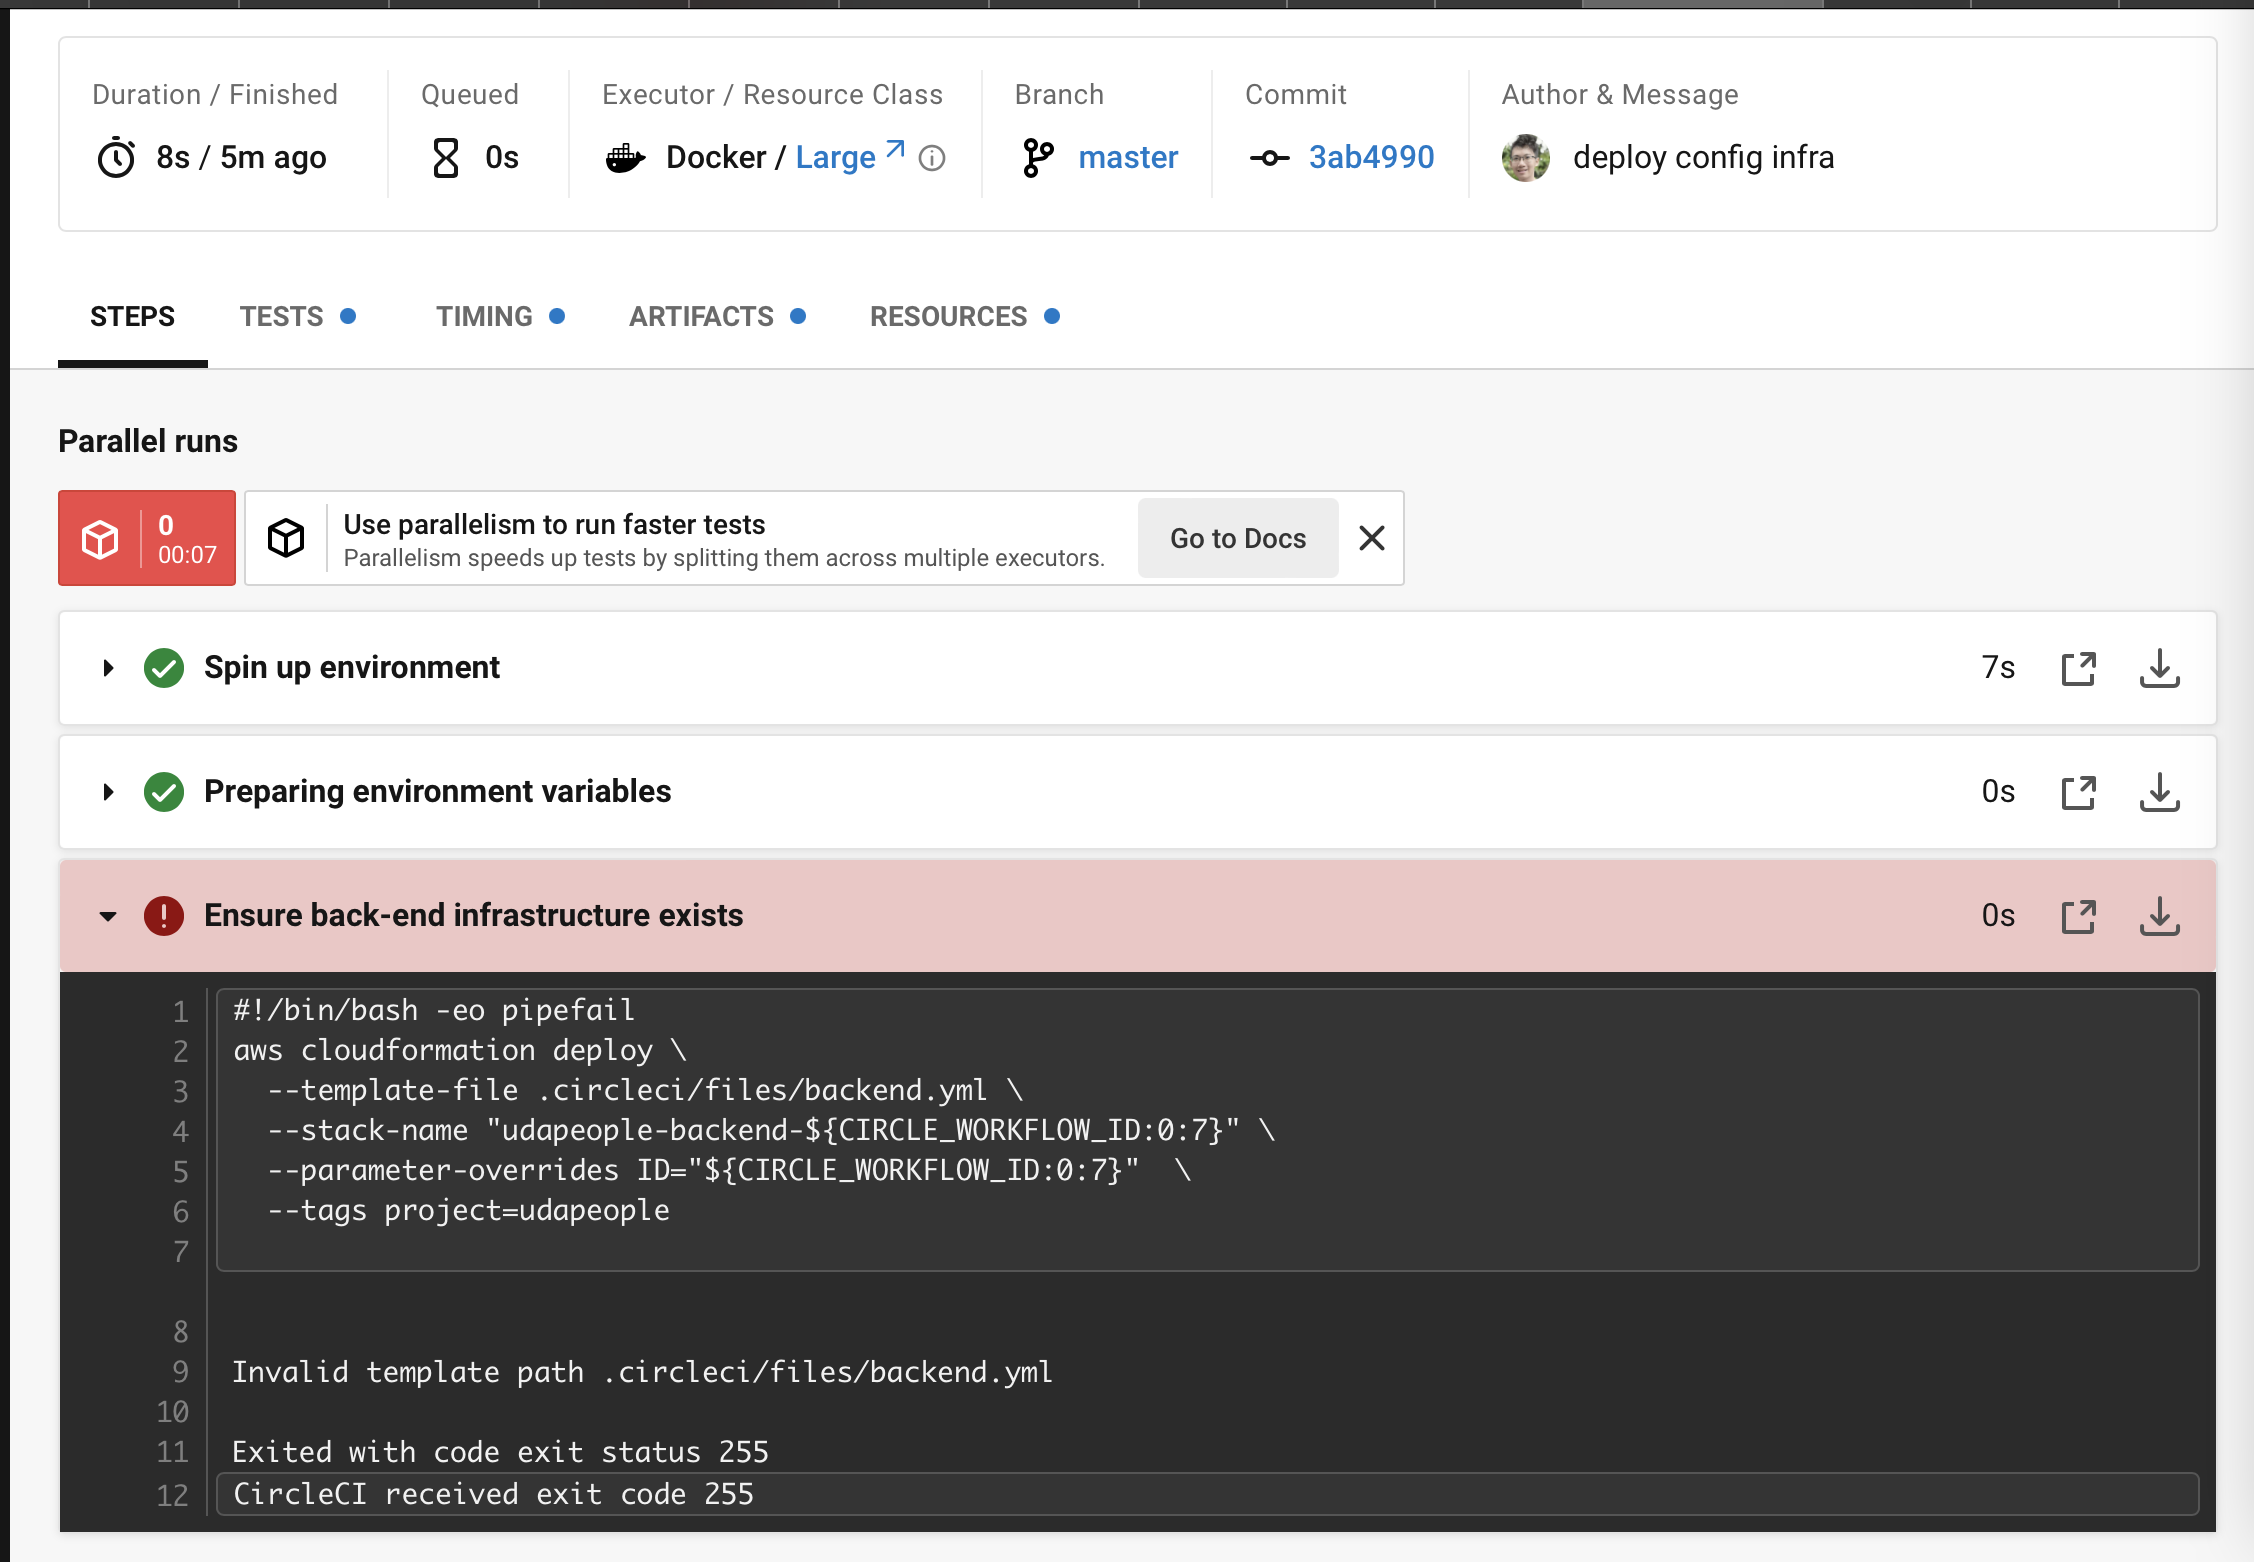 Duration / Finished
8s / 5m ago
Queued
0s
Executor / Resource Class
Docker / Large
Branch
master
Commit
3ab4990
Author & Message
deploy config infra
STEPS
TESTS
TIMING
ARTIFACTS
RESOURCES
Parallel runs
0
00:07
Use parallelism to run faster tests
Parallelism speeds up tests by splitting them across multiple executors.
Go to Docs
Spin up environment
7s
Preparing environment variables
0s
Ensure back-end infrastructure exists
0s
1 #!/bin/bash -eo pipefail
2 aws cloudformation deploy \
3   --template-file .circleci/files/backend.yml \
4   --stack-name "udapeople-backend-${CIRCLE_WORKFLOW_ID:0:7}" \
5   --parameter-overrides ID="${CIRCLE_WORKFLOW_ID:0:7}"  \
6   --tags project=udapeople
7
8
9 Invalid template path .circleci/files/backend.yml
10
11 Exited with code exit status 255
12 CircleCI received exit code 255